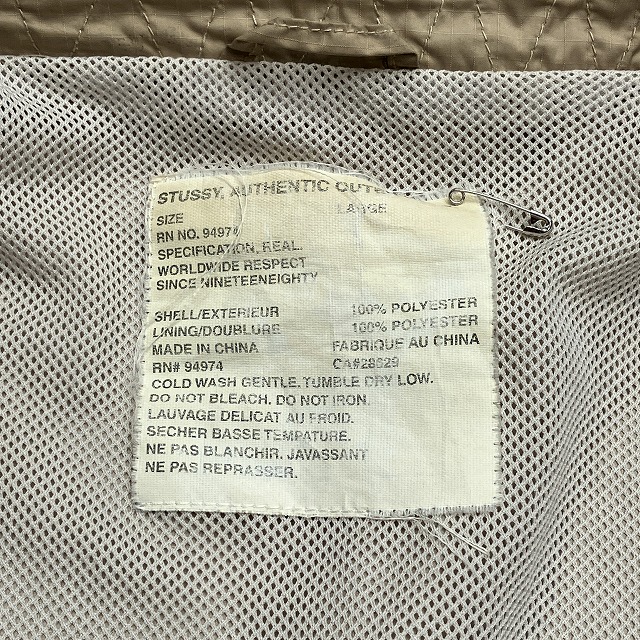 STUSSY, AUTHENTIC OUTE
SIZE LARGE
RN NO. 94974
SPECIFICATION, REAL.
WORLDWIDE RESPECT
SINCE NINETEENEIGHTY
SHELL/EXTERIEUR 100% POLYESTER
LINING/DOUBLURE 100% POLYESTER
MADE IN CHINA FABRIQUE AU CHINA
RN# 94974 CA#28629
COLD WASH GENTLE. TUMBLE DRY LOW.
DO NOT BLEACH. DO NOT IRON.
LAUVAGE DELICAT AU FROID.
SECHER BASSE TEMPATURE.
NE PAS BLANCHIR. JAVASSANT
NE PAS REPRASSER.